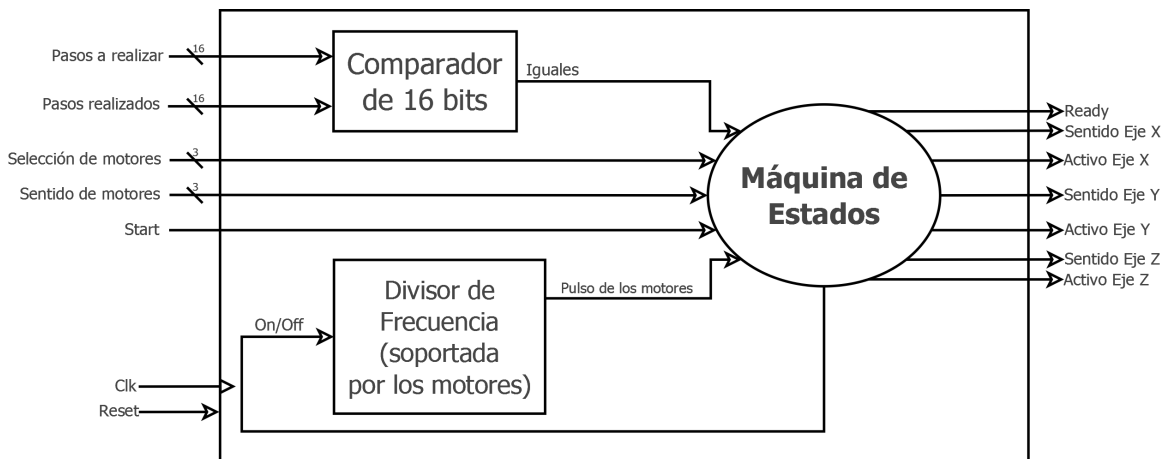 Pasos a realizar
16
Pasos realizados
16
Selección de motores
3
Sentido de motores
3
Start
Clk
Reset
Comparador
de 16 bits
Iguales
On/Off
Divisor de
Frecuencia
(soportada
por los motores)
Pulso de los motores
Máquina de
Estados
Ready
Sentido Eje X
Activo Eje X
Sentido Eje Y
Activo Eje Y
Sentido Eje Z
Activo Eje Z